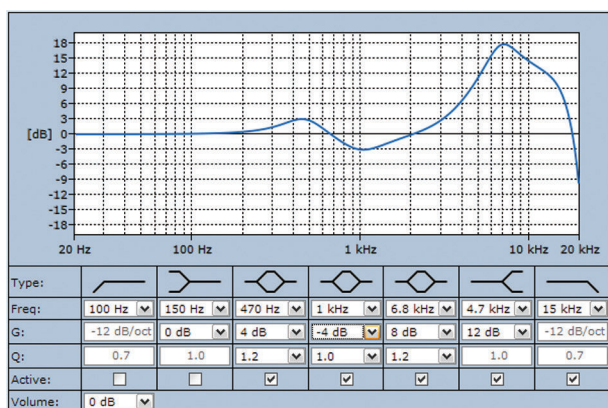 18
15
12
9
6
3
[dB] 0
-3
-6
-9
-12
-15
-18
20 Hz 100 Hz 1 kHz 10 kHz 20 kHz
Type:
Freq: 100 Hz 150 Hz 470 Hz 1 kHz 6.8 kHz 4.7 kHz 15 kHz
G: -12 dB/oct 0 dB 4 dB -4 dB 8 dB 12 dB -12 dB/oct
Q: 0.7 1.0 1.2 1.0 1.2 1.0 0.7
Active:
Volume: 0 dB